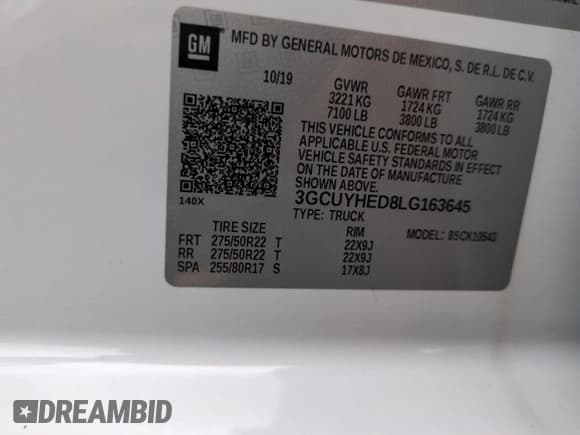 GM
MFD BY GENERAL MOTORS DE MEXICO, S. DE R.L. DE C.V.
10/19 GVWR GAWR FRT GAWR RR
3221 KG 1724 KG 1724 KG
7100 LB 3800 LB 3800 LB
THIS VEHICLE CONFORMS TO ALL
APPLICABLE U.S. FEDERAL MOTOR
VEHICLE SAFETY STANDARDS IN EFFECT
ON THE DATE OF MANUFACTURE
SHOWN ABOVE.
140X 3GCUYHED8LG163645
TYPE: TRUCK MODEL: 85CK10543
TIRE SIZE RIM
FRT 275/50R22 T 22X9J
RR 275/50R22 T 22X9J
SPA 255/80R17 S 17X8J
DREAMBID